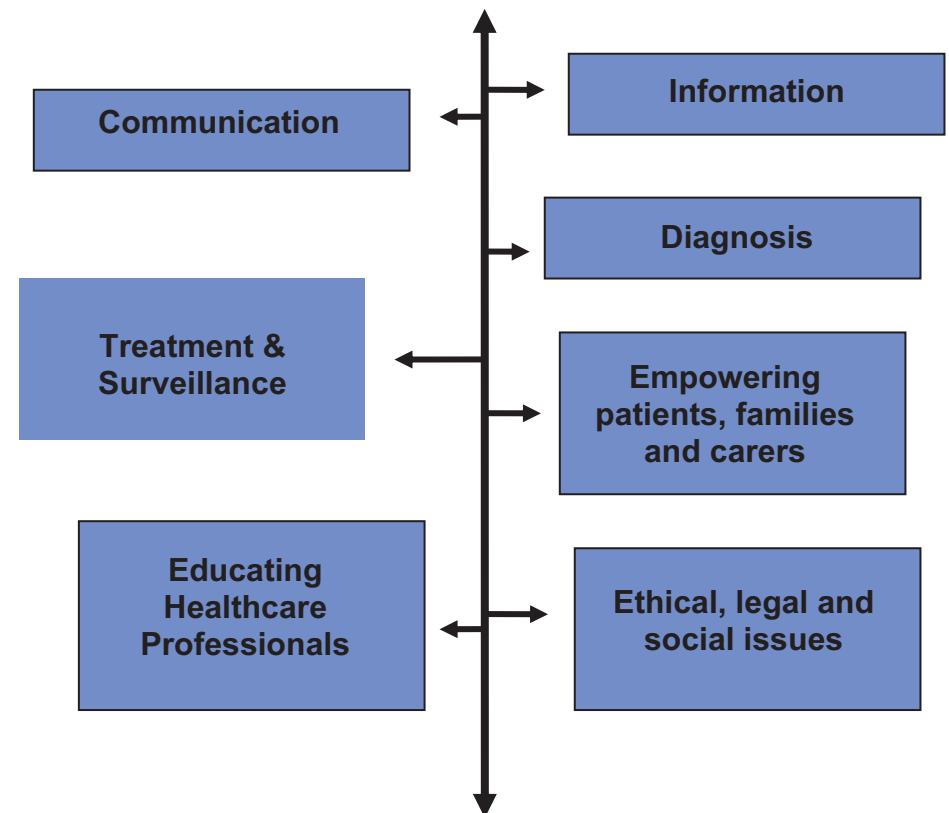 Information
Communication
Diagnosis
Treatment &
Surveillance
Empowering
patients, families
and carers
Educating
Healthcare
Professionals
Ethical, legal and
social issues